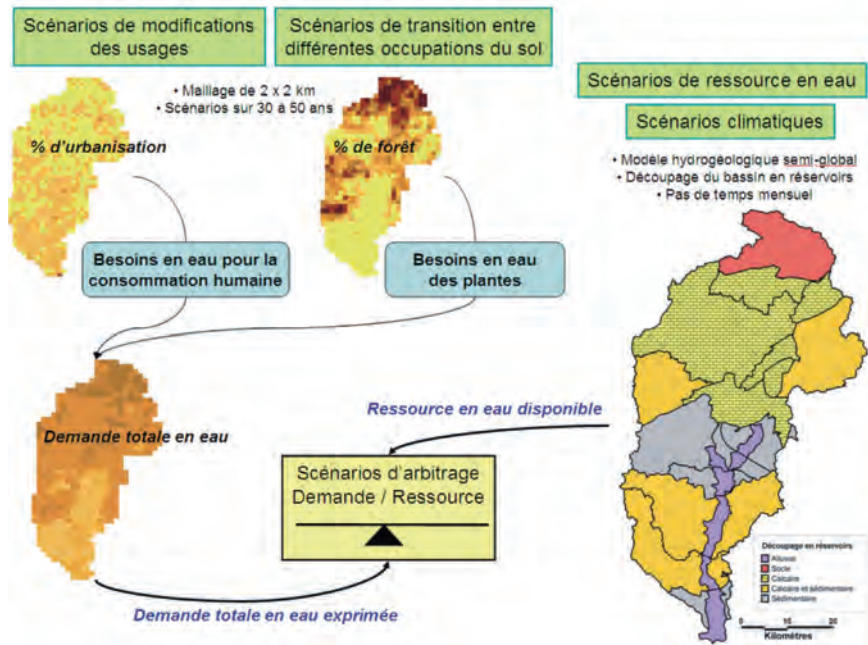 Scénarios de modifications
des usages
Scénarios de transition entre
différentes occupations du sol
• Maillage de 2 x 2 km
• Scénarios sur 30 à 50 ans
% d'urbanisation
% de forêt
Besoins en eau pour la
consommation humaine
Besoins en eau
des plantes
Demande totale en eau
Scénarios de ressource en eau
Scénarios climatiques
• Modèle hydrogéologique semi-global
• Découpage du bassin en réservoirs
• Pas de temps mensuel
Ressource en eau disponible
Scénarios d'arbitrage
Demande / Ressource
Demande totale en eau exprimée
Découpage en réservoirs
Alluvial
Socle
Calcaire
Calcaire et sédimentaire
Sédimentaire
0 10 20
Kilomètres